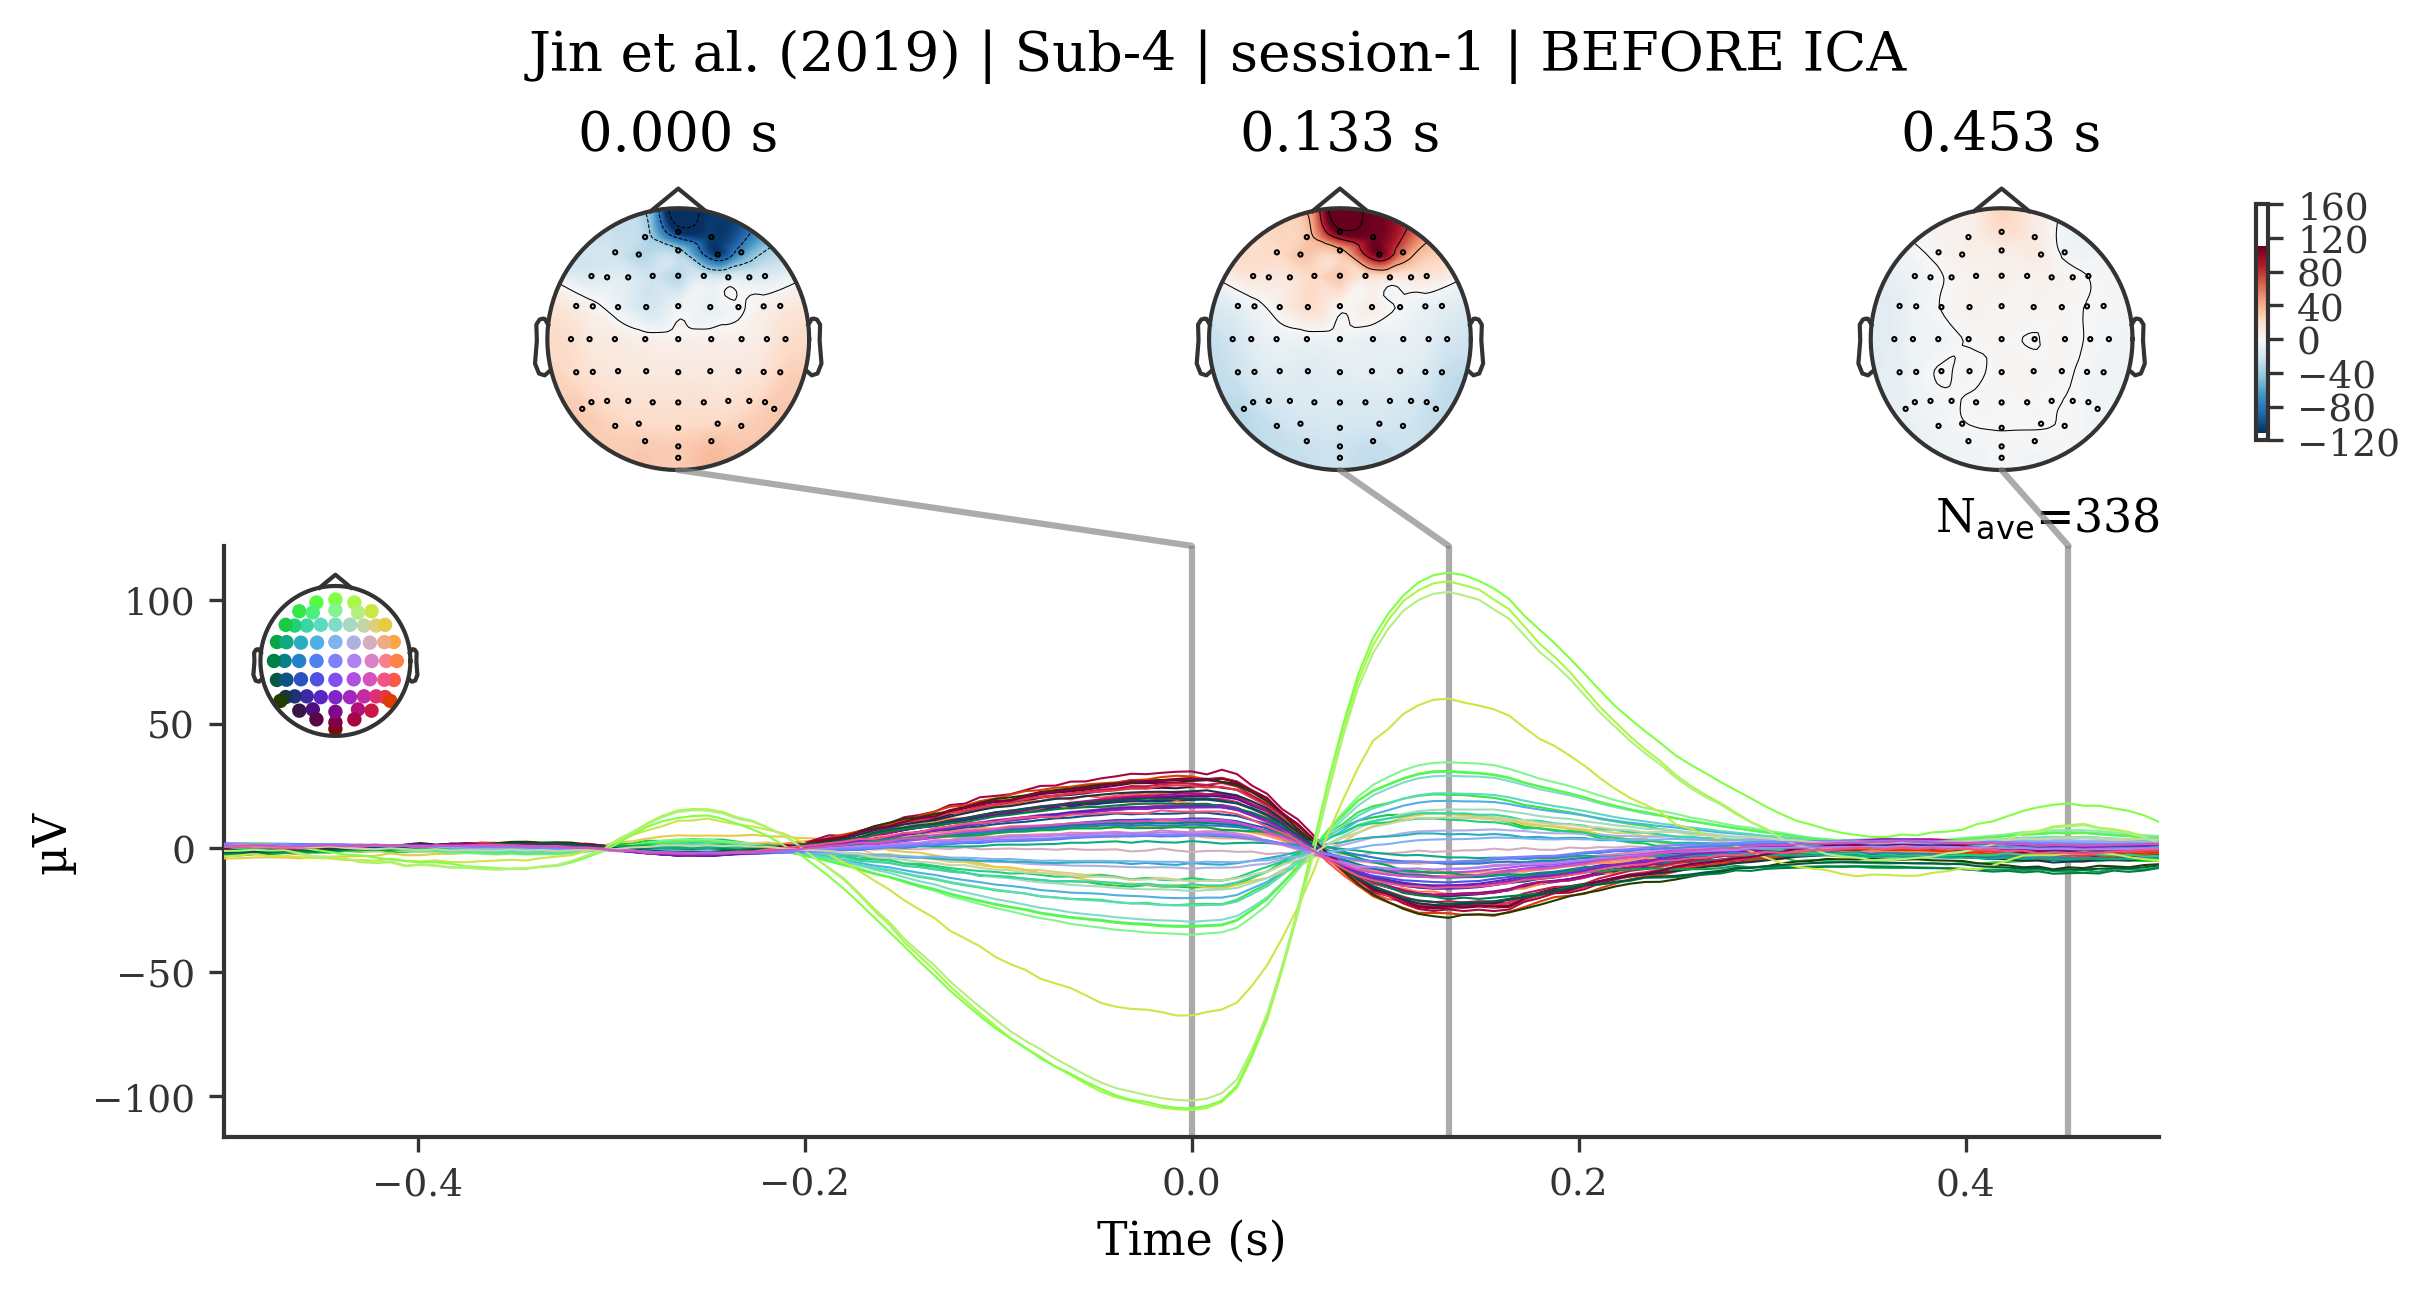 Jin et al. (2019) | Sub-4 | session-1 | BEFORE ICA
0.000 s
0.133 s
0.453 s
160
120
80
40
0
−40
−80
−120
Nave=338
100
50
0
−50
−100
µV
−0.4
−0.2
0.0
0.2
0.4
Time (s)